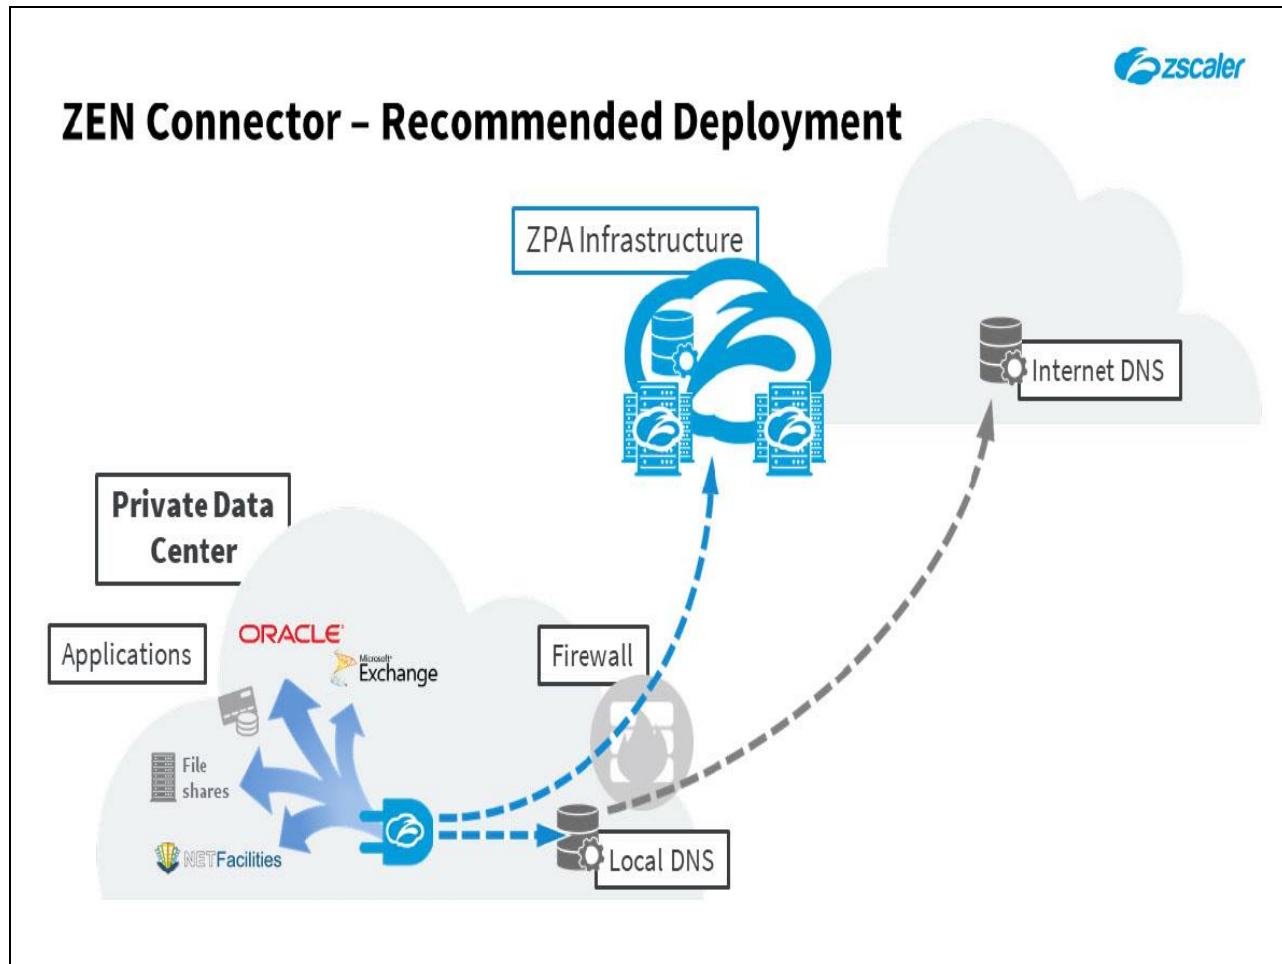 zscaler
ZEN Connector – Recommended Deployment
ZPA Infrastructure
Internet DNS
Private Data
Center
Applications
ORACLE
Microsoft
Exchange
Firewall
File
shares
NETFacilities
Local DNS